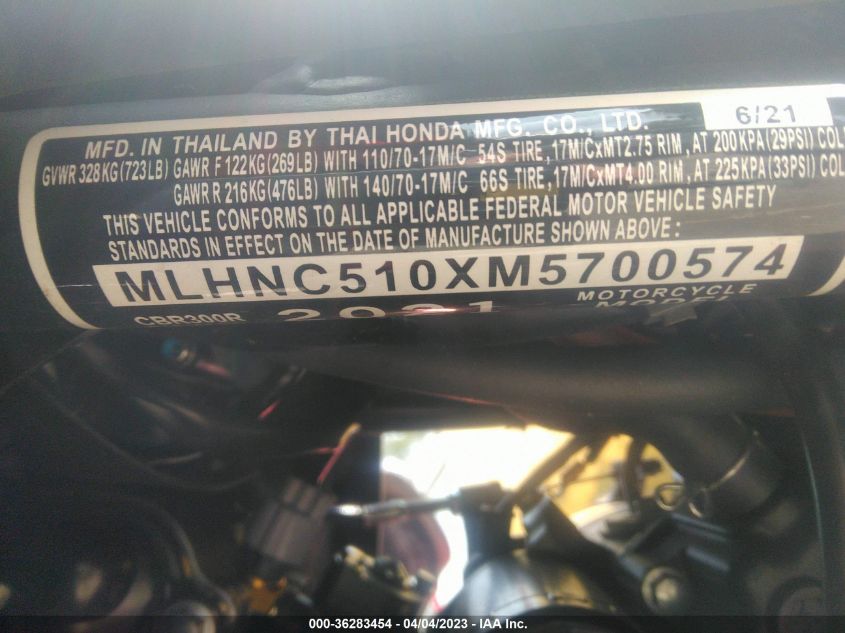 6/21
MFD. IN THAILAND BY THAI HONDA MFG. CO., LTD.
GVWR 328KG(723LB) GAWR F 122KG(269LB) WITH 110/70-17M/C 54S TIRE, 17M/CxMT2.75 RIM, AT 200KPA(29PSI) COL
GAWR R 216KG(476LB) WITH 140/70-17M/C 66S TIRE, 17M/CxMT4.00 RIM, AT 225KPA(33PSI) COL
THIS VEHICLE CONFORMS TO ALL APPLICABLE FEDERAL MOTOR VEHICLE SAFETY
STANDARDS IN EFFECT ON THE DATE OF MANUFACTURE SHOWN ABOVE :
MLHNC510XM5700574
CBR300R 2021 MOTORCYCLE
MODEL
000-36283454 - 04/04/2023 - IAA Inc.